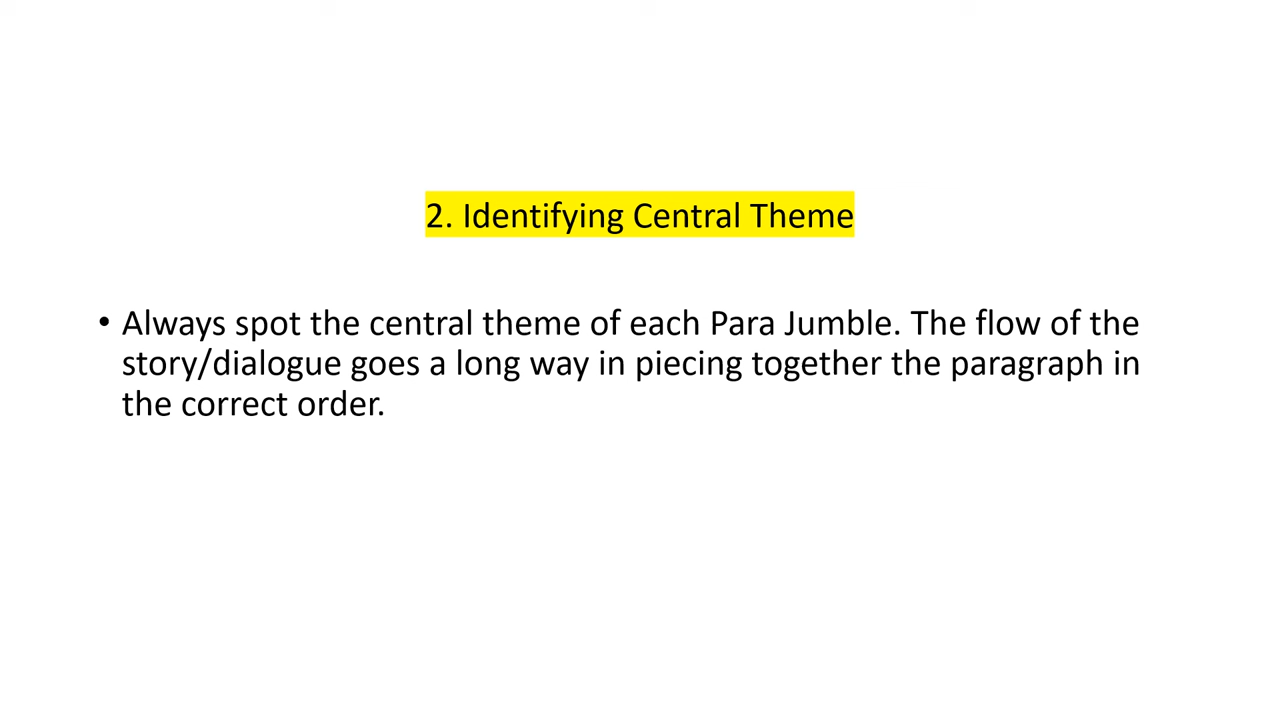 2. Identifying Central Theme
• Always spot the central theme of each Para Jumble. The flow of the
story/dialogue goes a long way in piecing together the paragraph in
the correct order.